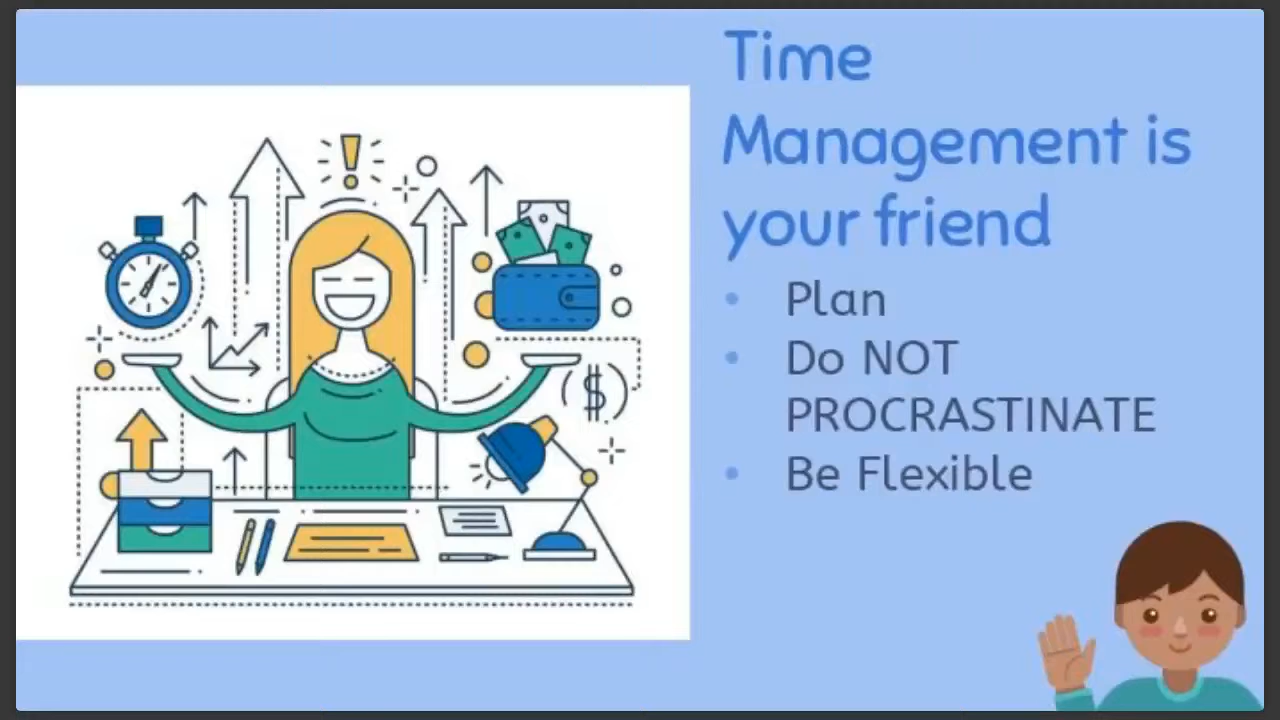 Time
Management is
your friend
• Plan
• Do NOT
PROCRASTINATE
• Be Flexible
($)